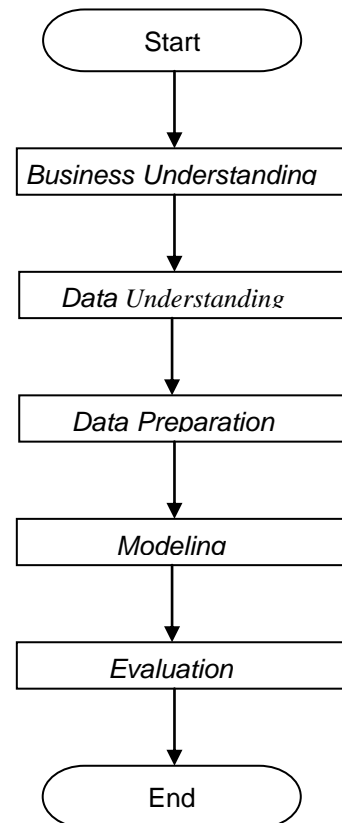 Start
Business Understanding
Data Understanding
Data Preparation
Modeling
Evaluation
End